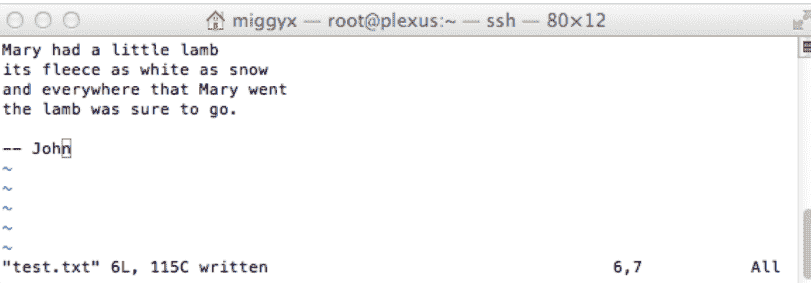 miggyx — root@plexus:~ — ssh — 80×12
Mary had a little lamb
its fleece as white as snow
and everywhere that Mary went
the lamb was sure to go.

-- John
~
~
~
~
~
"test.txt" 6L, 115C written 6,7 All